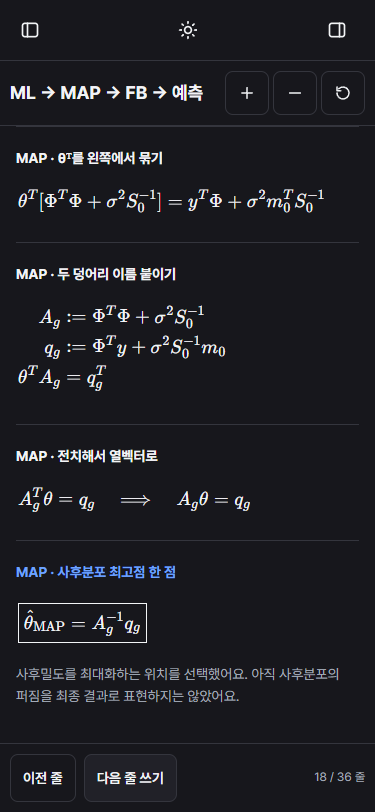 ML → MAP → FB → 예측
MAP · θᵀ를 왼쪽에서 묶기
θ^T[Φ^TΦ + σ^2S_0^{-1}] = y^TΦ + σ^2m_0^TS_0^{-1}
MAP · 두 덩어리 이름 붙이기
A_g := Φ^TΦ + σ^2S_0^{-1}
q_g := Φ^Ty + σ^2S_0^{-1}m_0
θ^TA_g = q_g^T
MAP · 전치해서 열벡터로
A_g^Tθ = q_g ⟹ A_gθ = q_g
MAP · 사후분포 최고점 한 점
θ̂_MAP = A_g^{-1}q_g
사후밀도를 최대화하는 위치를 선택했어요. 아직 사후분포의
퍼짐을 최종 결과로 표현하지는 않았어요.
이전 줄 다음 줄 쓰기 18 / 36 줄